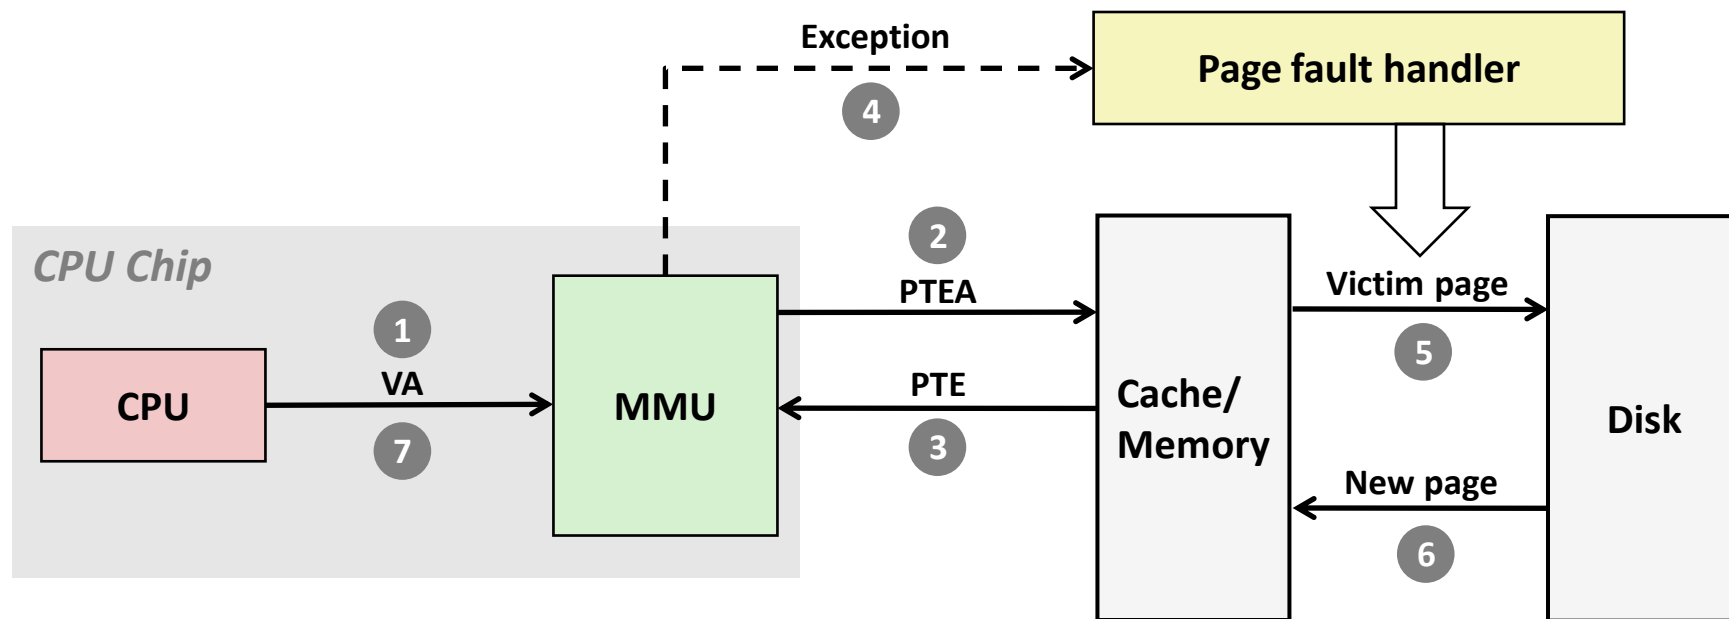 Exception
Page fault handler
4
2
CPU Chip
PTEA
Victim page
1
5
VA
PTE
CPU
MMU
Cache/
Memory
Disk
7
3
New page
6